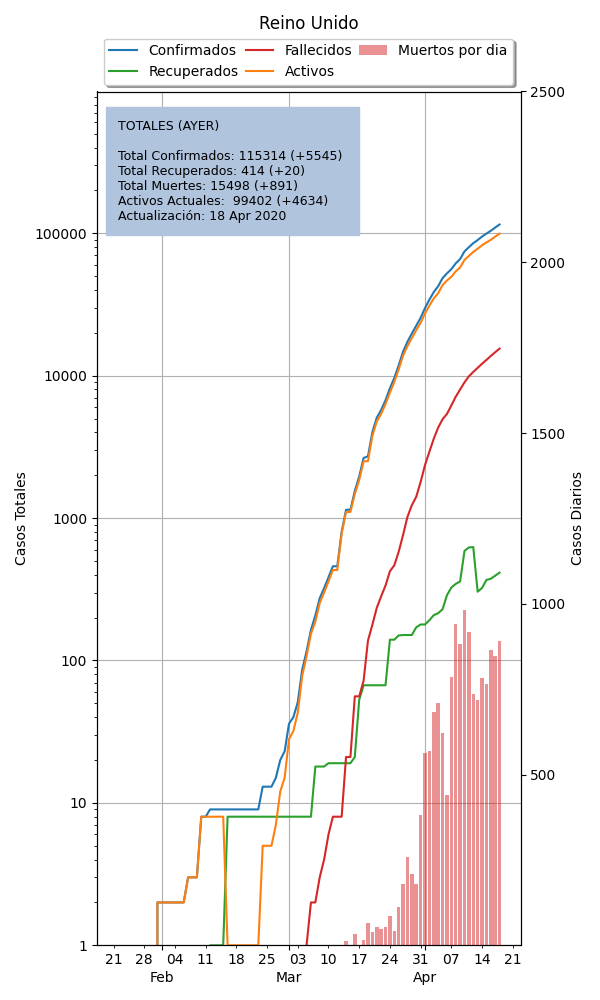 Reino Unido
Confirmados
Recuperados
Fallecidos
Activos
Muertos por dia
TOTALES (AYER)
Total Confirmados: 115314 (+5545)
Total Recuperados: 414 (+20)
Total Muertes: 15498 (+891)
Activos Actuales:  99402 (+4634)
Actualización: 18 Apr 2020
Casos Totales
100000
10000
1000
100
10
1
2500
2000
1500
1000
500
Casos Diarios
21 28 04 11 18 25 03 10 17 24 31 07 14 21
Feb Mar Apr